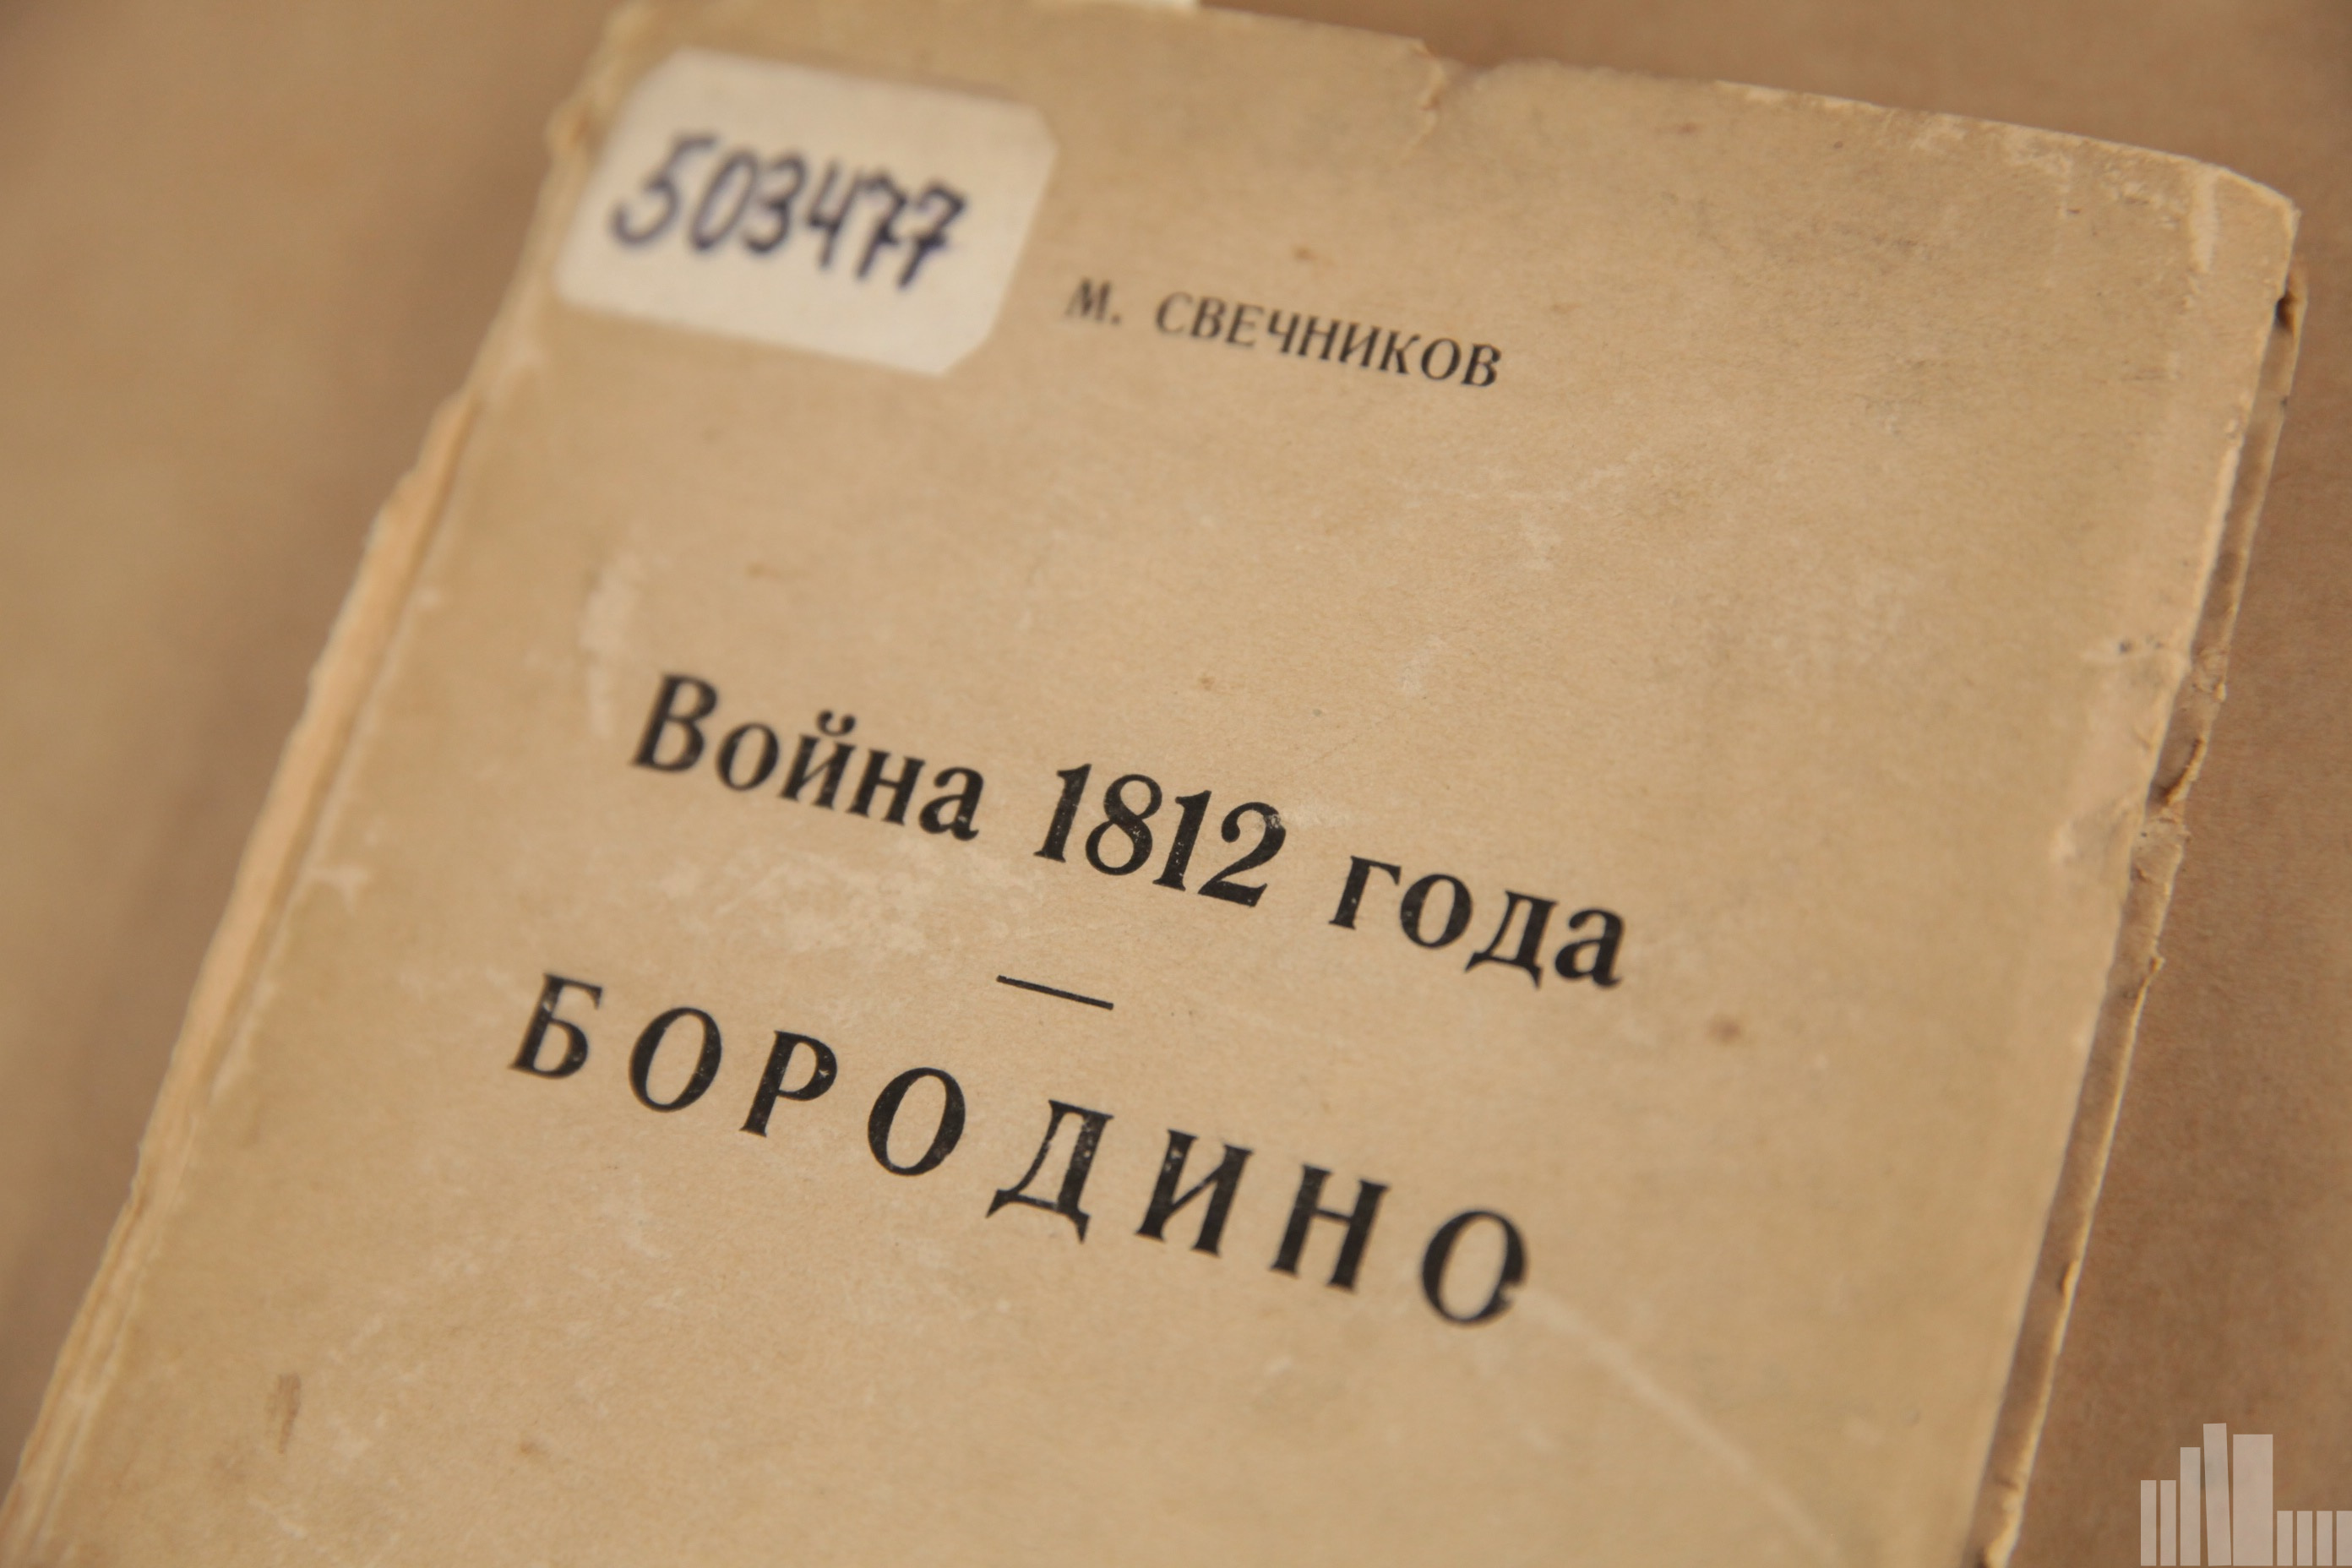 503477
М. СВЕЧНИКОВ
Война 1812 года
—
БОРОДИНО